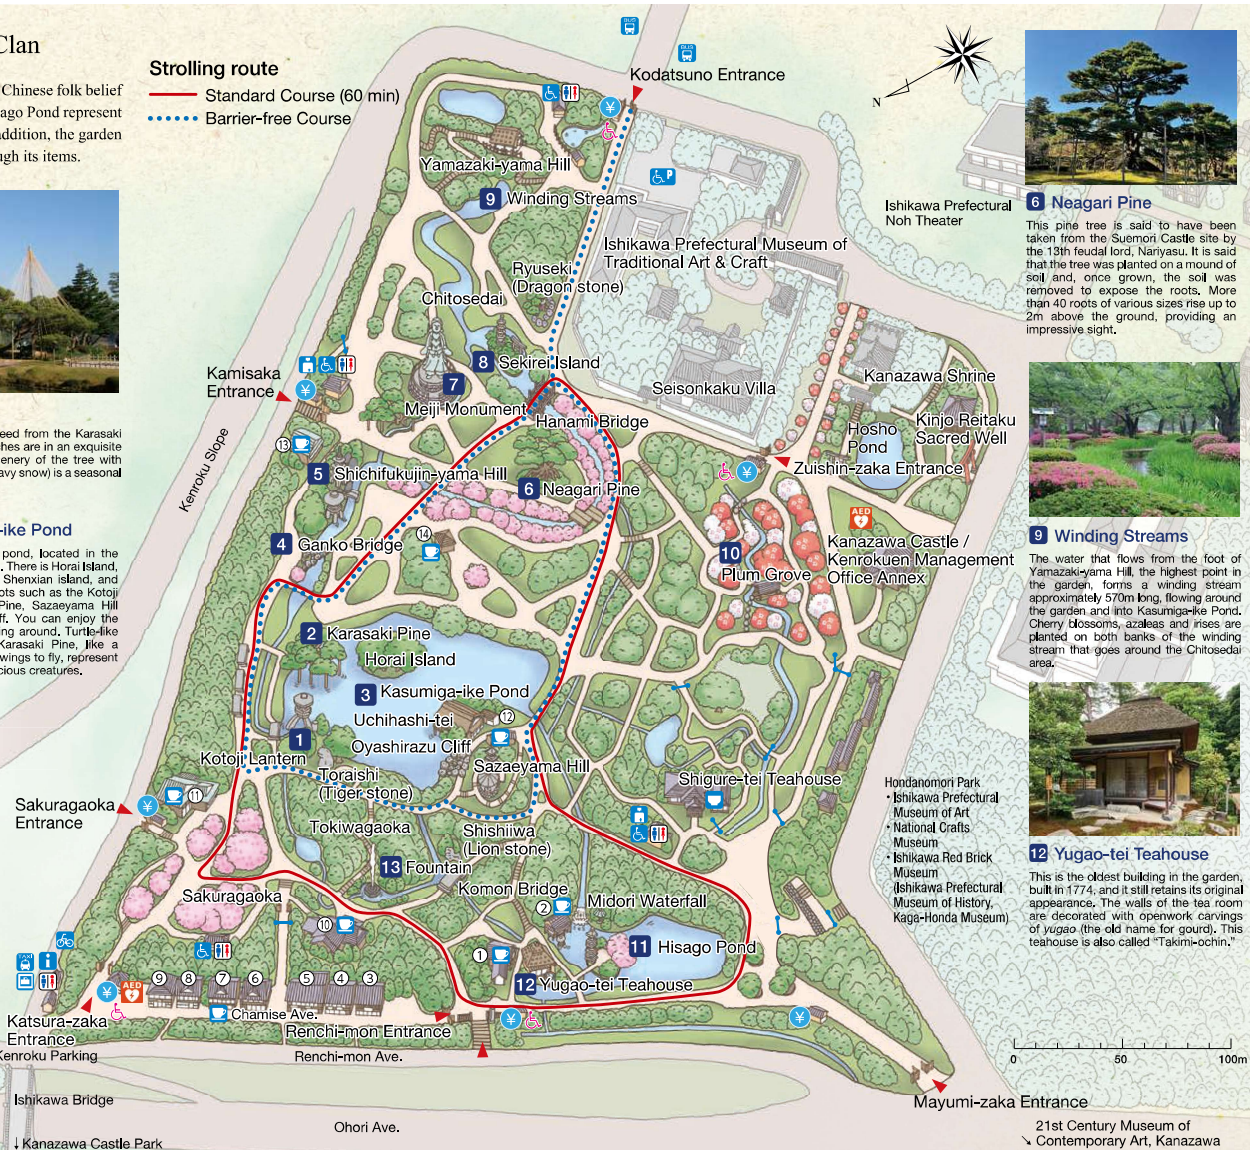 Clan
Chinese folk belief
ago Pond represent
addition, the garden
ugh its items.
Strolling route
Standard Course (60 min)
Barrier-free Course
BUS
BUS
Kodatsuno Entrance
N
Yamazaki-yama Hill
9 Winding Streams
P
Ishikawa Prefectural
Noh Theater
Ishikawa Prefectural Museum of
Traditional Art & Craft
Ryuseki
(Dragon stone)
Chitosedai
8 Sekirei Island
Kamisaka
Entrance
7
Meiji Monument
Hanami Bridge
Seisonkaku Villa
Kanazawa Shrine
Kinjo Reitaku
Sacred Well
Hosho
Pond
Zuishin-zaka Entrance
Kenroku Slope
13
5 Shichifukujin-yama Hill
6 Neagari Pine
14
4 Ganko Bridge
10
Plum Grove
AED
Kanazawa Castle /
Kenrokuen Management
Office Annex
2 Karasaki Pine
Horai Island
3 Kasumiga-ike Pond
Uchihashi-tei
12
1
Oyashirazu Cliff
Kotoji Lantern
Sazaeyama Hill
Toraishi
(Tiger stone)
Shigure-tei Teahouse
11
Sakuragaoka
Entrance
Tokiwagaoka
Shishiiwa
(Lion stone)
13 Fountain
Komon Bridge
2
Midori Waterfall
Sakuragaoka
10
1
11 Hisago Pond
12 Yugao-tei Teahouse
TAXI
AED
9
8
7
6
5
4
3
Chamise Ave.
Katsura-zaka
Entrance
Renchi-mon Entrance
Kenroku Parking
Renchi-mon Ave.
Ishikawa Bridge
Ohori Ave.
↓ Kanazawa Castle Park
Mayumi-zaka Entrance
21st Century Museum of
↘ Contemporary Art, Kanazawa
0 50 100m
Hondanomori Park
• Ishikawa Prefectural
Museum of Art
• National Crafts
Museum
• Ishikawa Red Brick
Museum
(Ishikawa Prefectural
Museum of History,
Kaga-Honda Museum)
eed from the Karasaki
ches are in an exquisite
enery of the tree with
avy snow) is a seasonal
-ike Pond
pond, located in the
. There is Horai Island,
Shenxian island, and
ots such as the Kotoji
Pine, Sazaeyama Hill
ff. You can enjoy the
ing around. Turtle-like
Karasaki Pine, like a
wings to fly, represent
cious creatures.
6 Neagari Pine
This pine tree is said to have been
taken from the Suemori Castle site by
the 13th feudal lord, Nariyasu. It is said
that the tree was planted on a mound of
soil and, once grown, the soil was
removed to expose the roots. More
than 40 roots of various sizes rise up to
2m above the ground, providing an
impressive sight.
9 Winding Streams
The water that flows from the foot of
Yamazaki-yama Hill, the highest point in
the garden, forms a winding stream
approximately 570m long, flowing around
the garden and into Kasumiga-ike Pond.
Cherry blossoms, azaleas and irises are
planted on both banks of the winding
stream that goes around the Chitosedai
area.
12 Yugao-tei Teahouse
This is the oldest building in the garden,
built in 1774, and it still retains its original
appearance. The walls of the tea room
are decorated with openwork carvings
of yugao (the old name for gourd). This
teahouse is also called "Takimi-ochin."